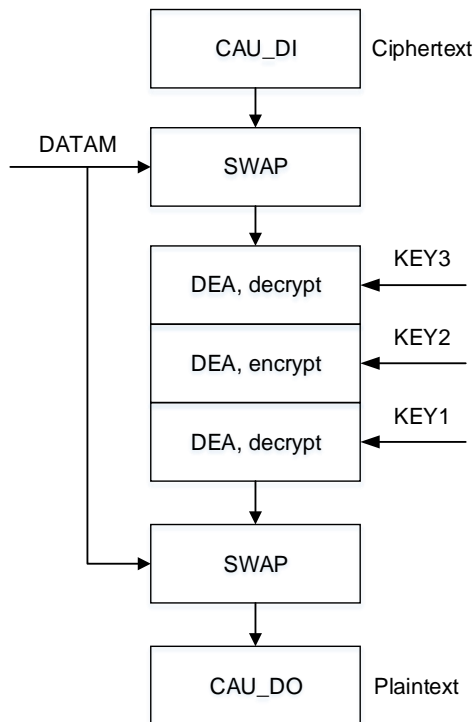 CAU_DI
Ciphertext
DATAM
SWAP
KEY3
DEA, decrypt
KEY2
DEA, encrypt
KEY1
DEA, decrypt
SWAP
CAU_DO
Plaintext